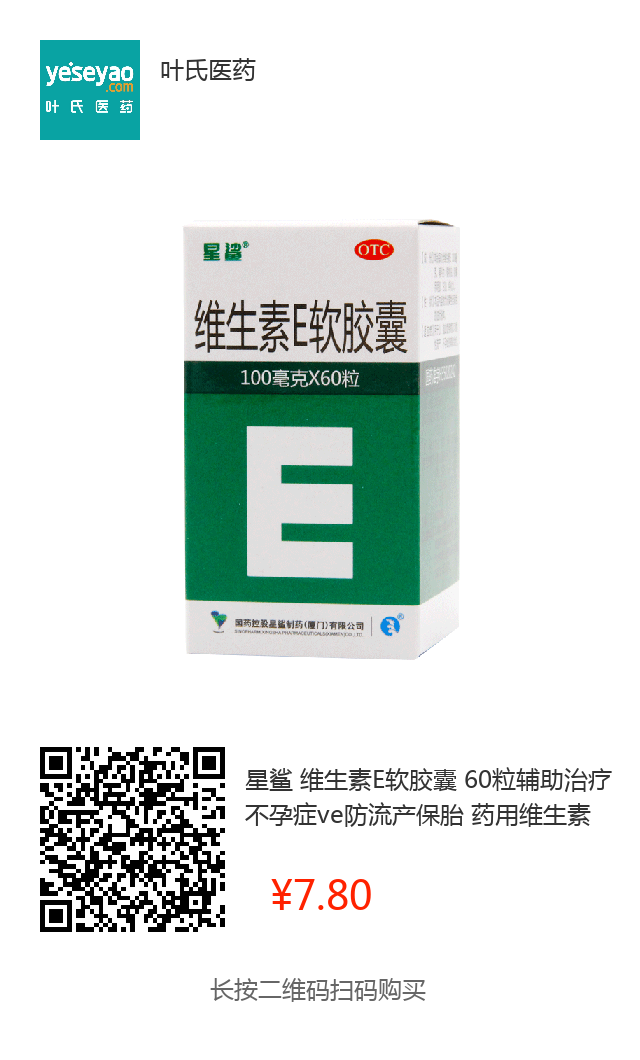 yeseyao
.com
叶氏医药
叶氏医药
星鲨®
OTC
维生素E软胶囊
100毫克X60粒
E
国药控股星鲨制药(厦门)有限公司
星鲨 维生素E软胶囊 60粒辅助治疗
不孕症ve防流产保胎 药用维生素
¥7.80
长按二维码扫码购买